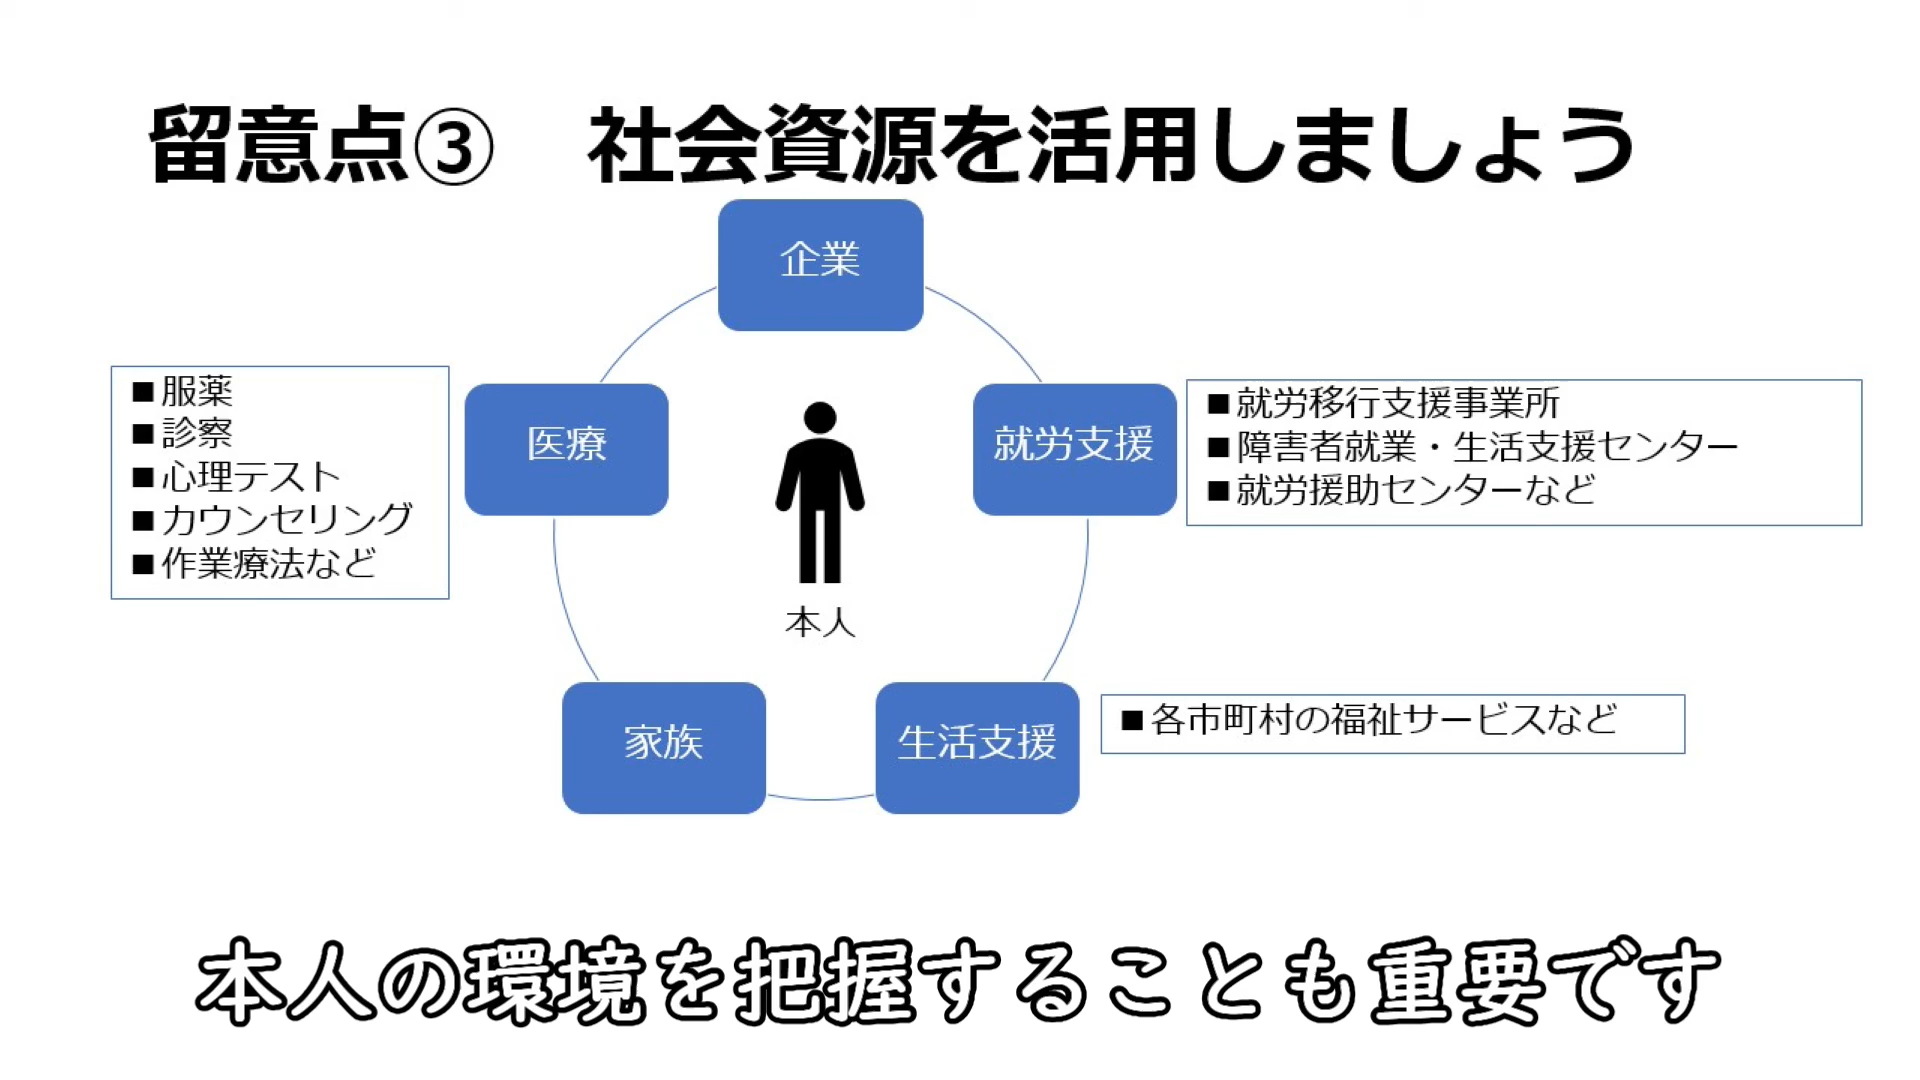 留意点③　社会資源を活用しましょう
企業
医療
■服薬
■診察
■心理テスト
■カウンセリング
■作業療法など
就労支援
■就労移行支援事業所
■障害者就業・生活支援センター
■就労援助センターなど
本人
家族
生活支援
■各市町村の福祉サービスなど
本人の環境を把握することも重要です